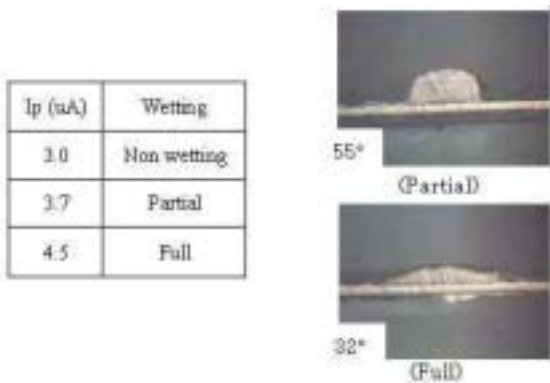 Ip (uA) Wetting
3.0 Non wetting
3.7 Partial
4.5 Full
55°
(Partial)
32°
(Full)